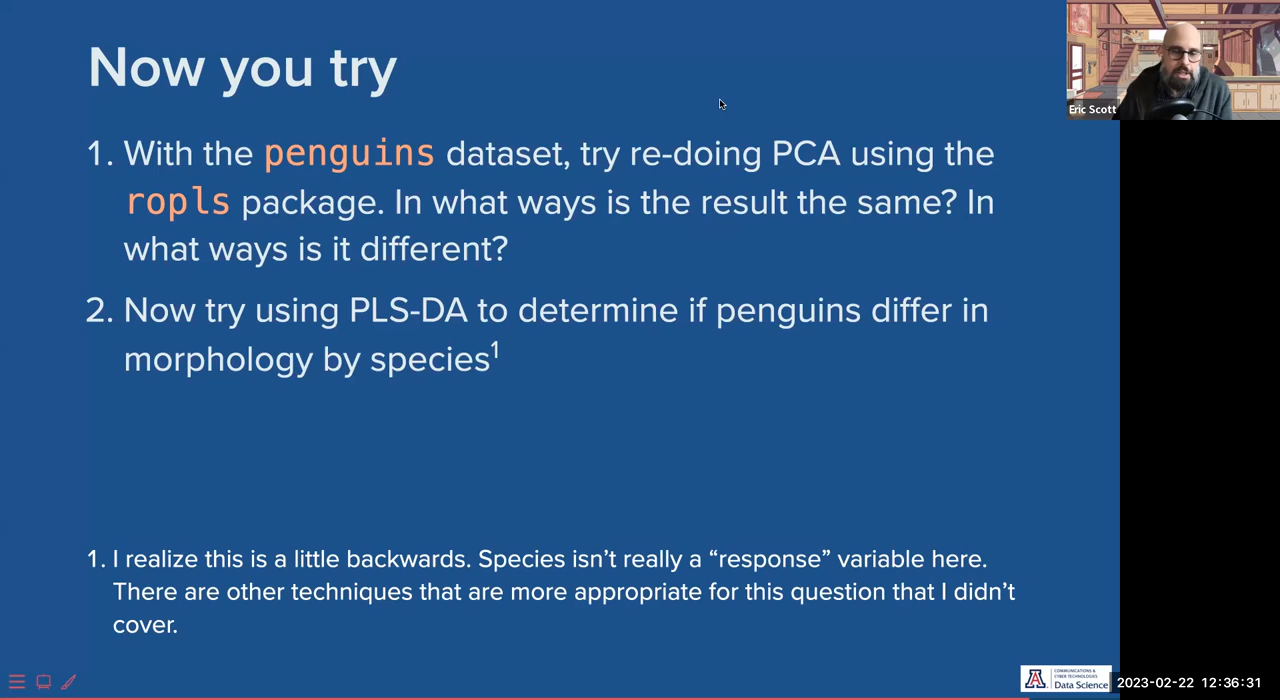 Now you try
Eric Scott
1. With the penguins dataset, try re-doing PCA using the
ropls package. In what ways is the result the same? In
what ways is it different?
2. Now try using PLS-DA to determine if penguins differ in
morphology by species1
1. I realize this is a little backwards. Species isn’t really a “response” variable here.
There are other techniques that are more appropriate for this question that I didn’t
cover.
A
COMMUNICATIONS &
CYBER TECHNOLOGIES
Data Science
2023-02-22 12:36:31